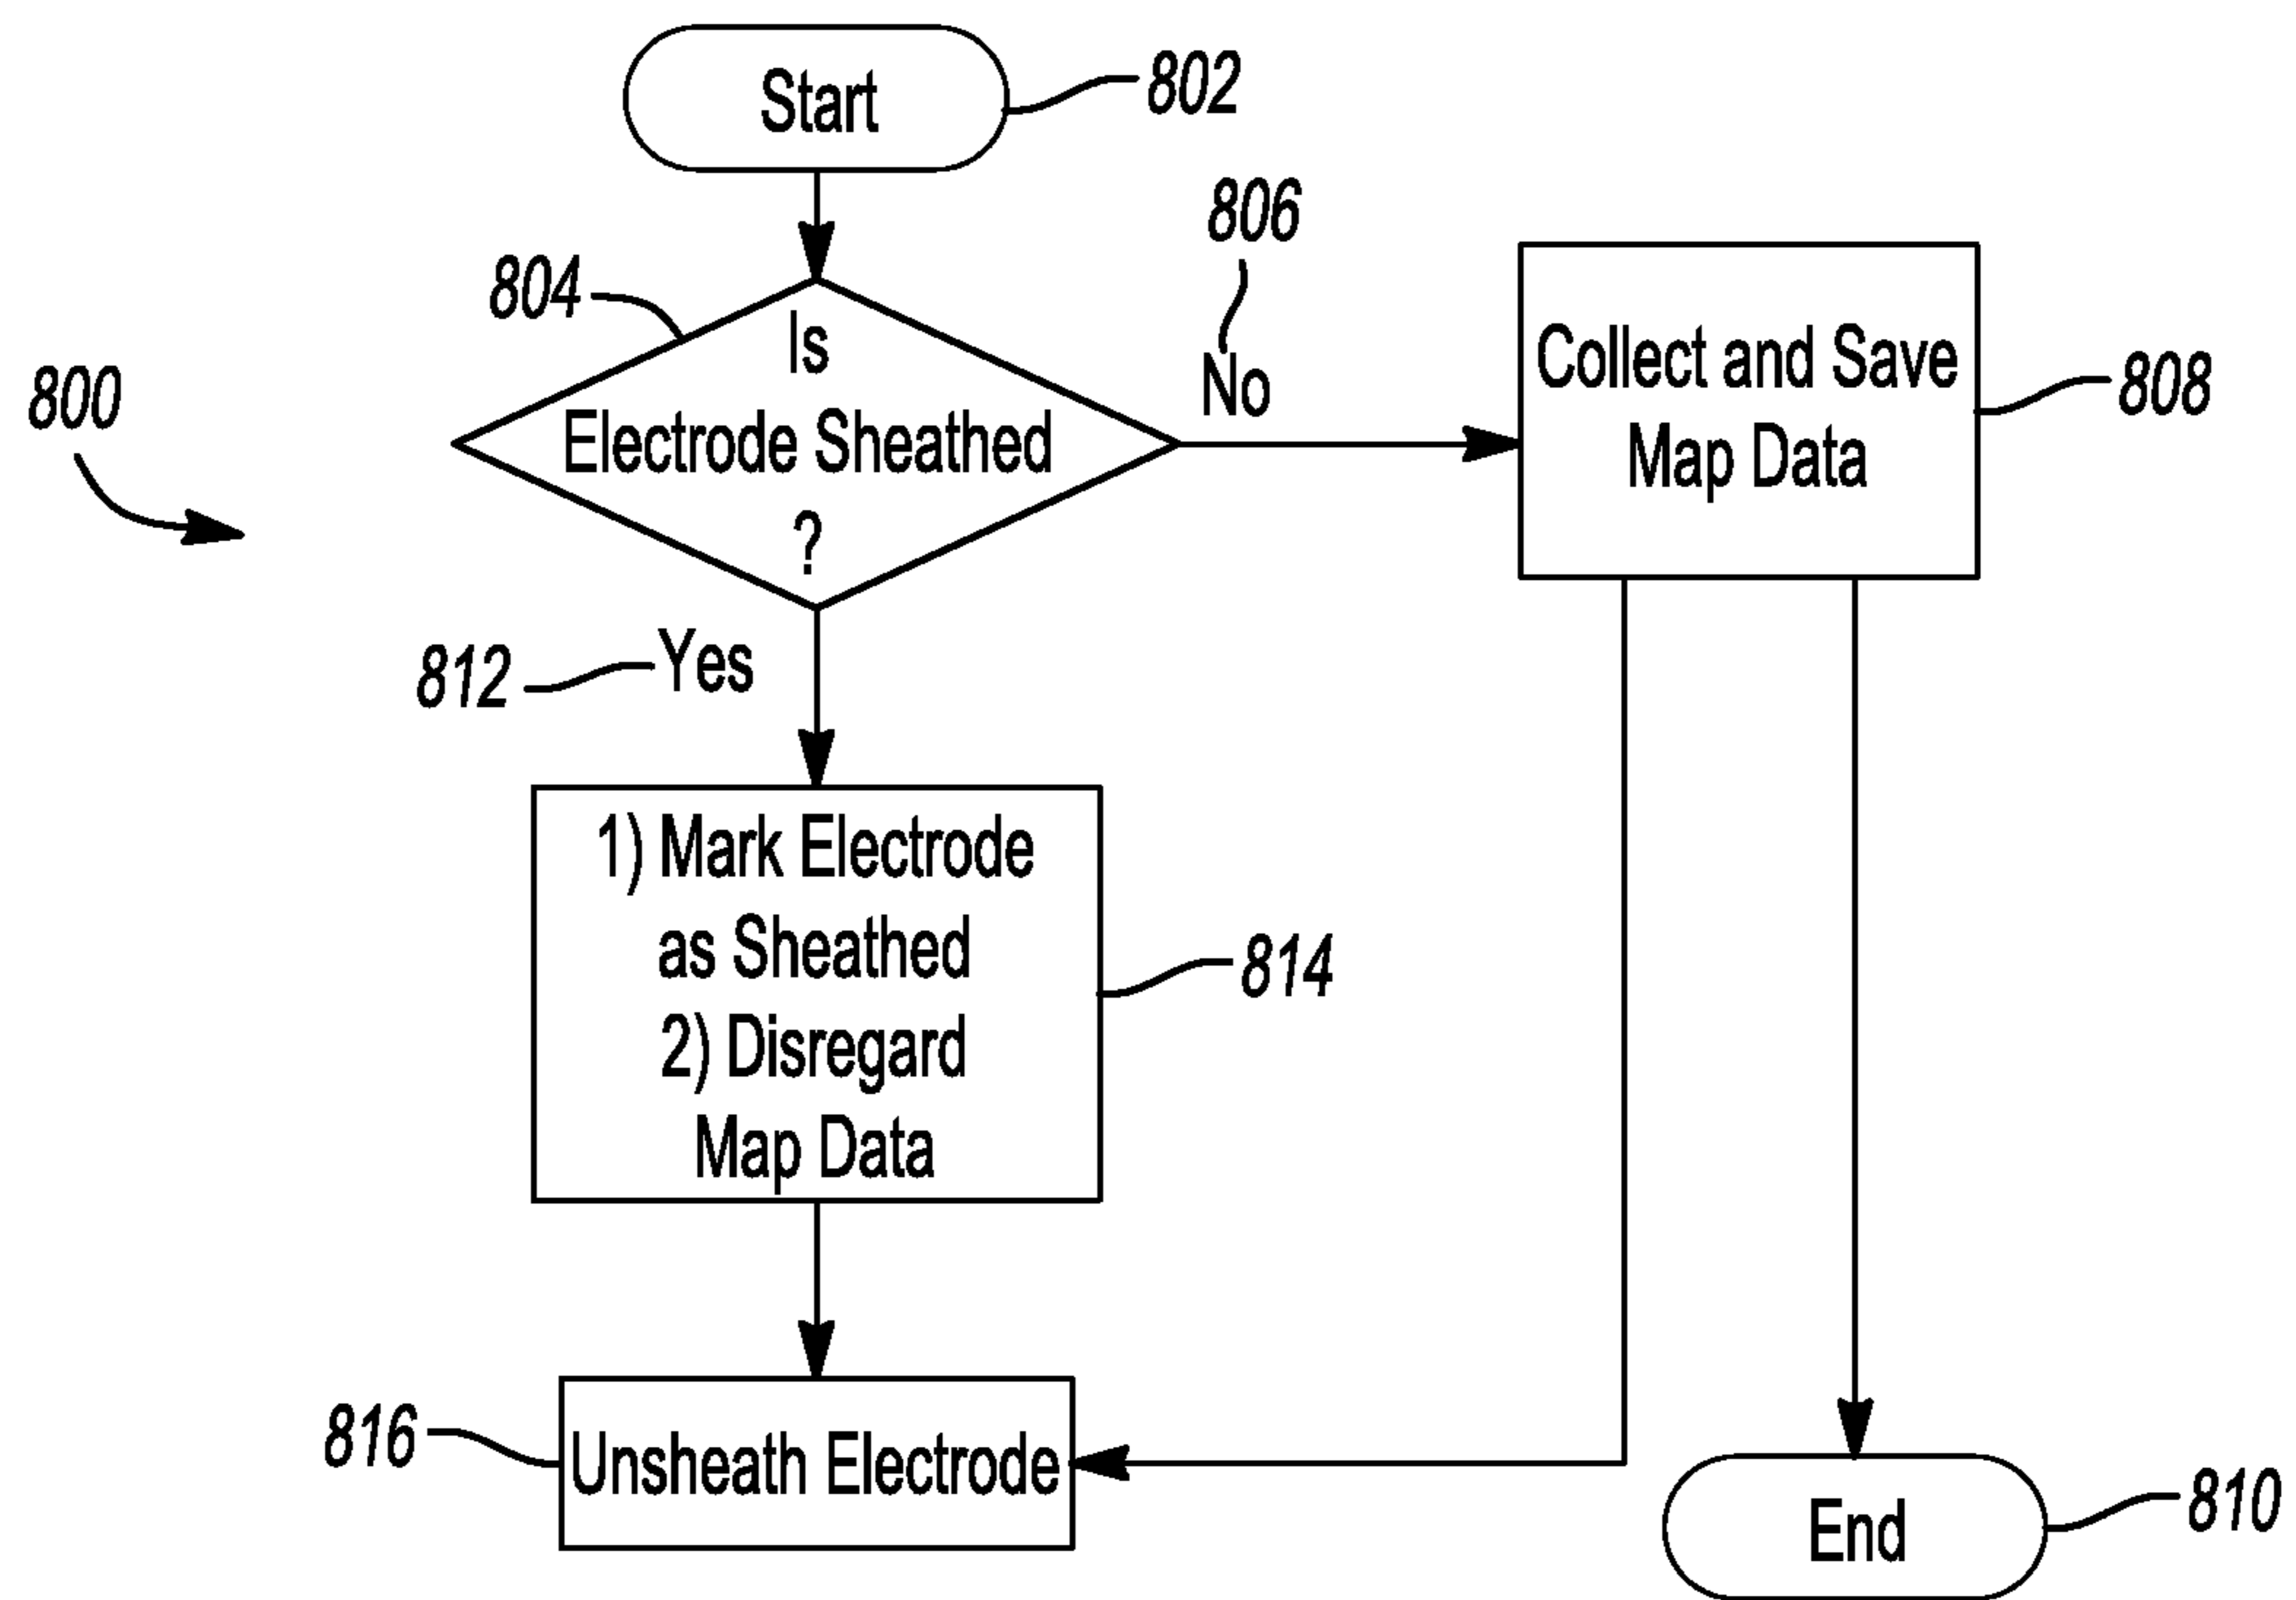 Start
802
806
804
Is
Electrode Sheathed
?
No
800
Collect and Save
Map Data
808
812
Yes
1) Mark Electrode
as Sheathed
2) Disregard
Map Data
814
816
Unsheath Electrode
End
810